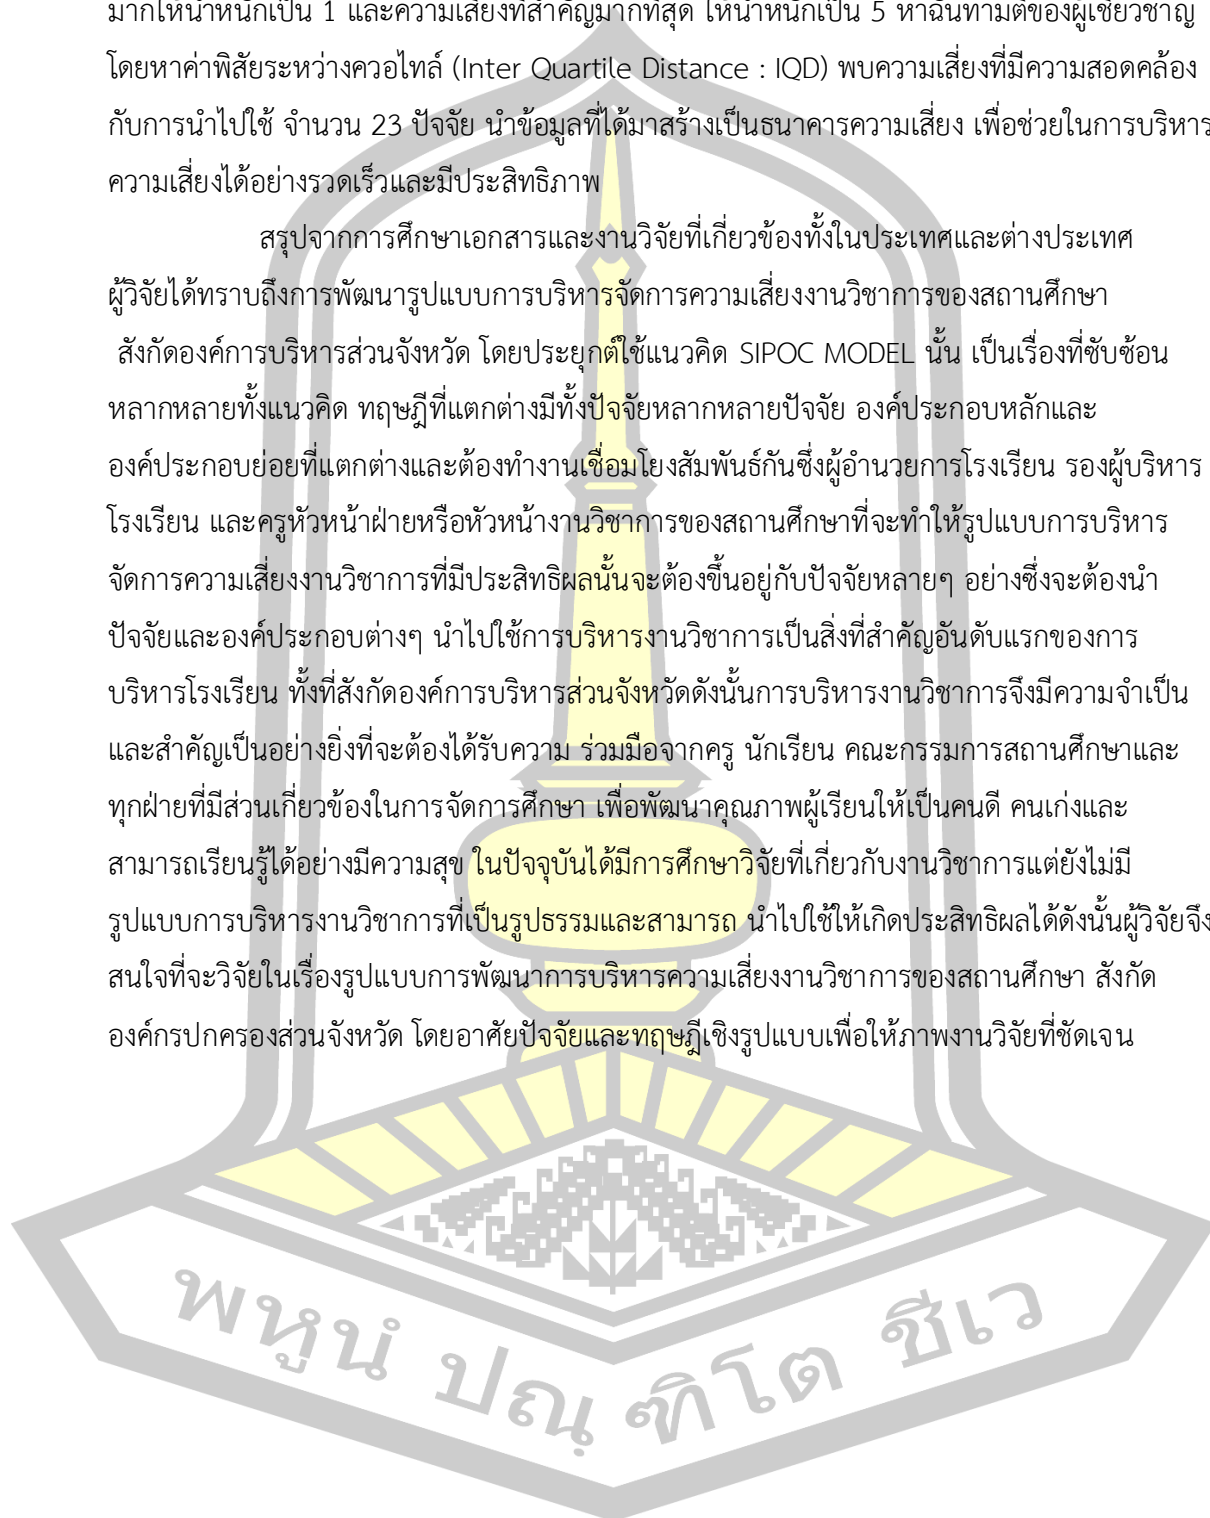 มากให้น้ำหนักเป็น 1 และความเสี่ยงที่สำคัญมากที่สุด ให้น้ำหนักเป็น 5 หาฉันทามติของผู้เชี่ยวชาญ
โดยหาค่าพิสัยระหว่างควอไทล์ (Inter Quartile Distance : IQD) พบความเสี่ยงที่มีความสอดคล้อง
กับการนำไปใช้ จำนวน 23 ปัจจัย นำข้อมูลที่ได้มาสร้างเป็นธนาคารความเสี่ยง เพื่อช่วยในการบริหาร
ความเสี่ยงได้อย่างรวดเร็วและมีประสิทธิภาพ
สรุปจากการศึกษาเอกสารและงานวิจัยที่เกี่ยวข้องทั้งในประเทศและต่างประเทศ
ผู้วิจัยได้ทราบถึงการพัฒนารูปแบบการบริหารจัดการความเสี่ยงงานวิชาการของสถานศึกษา
สังกัดองค์การบริหารส่วนจังหวัด โดยประยุกต์ใช้แนวคิด SIPOC MODEL นั้น เป็นเรื่องที่ซับซ้อน
หลากหลายทั้งแนวคิด ทฤษฎีที่แตกต่างมีทั้งปัจจัยหลากหลายปัจจัย องค์ประกอบหลักและ
องค์ประกอบย่อยที่แตกต่างและต้องทำงานเชื่อมโยงสัมพันธ์กันซึ่งผู้อำนวยการโรงเรียน รองผู้บริหาร
โรงเรียน และครูหัวหน้าฝ่ายหรือหัวหน้างานวิชาการของสถานศึกษาที่จะทำให้รูปแบบการบริหาร
จัดการความเสี่ยงงานวิชาการที่มีประสิทธิผลนั้นจะต้องขึ้นอยู่กับปัจจัยหลายๆ อย่างซึ่งจะต้องนำ
ปัจจัยและองค์ประกอบต่างๆ นำไปใช้การบริหารงานวิชาการเป็นสิ่งที่สำคัญอันดับแรกของการ
บริหารโรงเรียน ทั้งที่สังกัดองค์การบริหารส่วนจังหวัดดังนั้นการบริหารงานวิชาการจึงมีความจำเป็น
และสำคัญเป็นอย่างยิ่งที่จะต้องได้รับความ ร่วมมือจากครู นักเรียน คณะกรรมการสถานศึกษาและ
ทุกฝ่ายที่มีส่วนเกี่ยวข้องในการจัดการศึกษา เพื่อพัฒนาคุณภาพผู้เรียนให้เป็นคนดี คนเก่งและ
สามารถเรียนรู้ได้อย่างมีความสุข ในปัจจุบันได้มีการศึกษาวิจัยที่เกี่ยวกับงานวิชาการแต่ยังไม่มี
รูปแบบการบริหารงานวิชาการที่เป็นรูปธรรมและสามารถ นำไปใช้ให้เกิดประสิทธิผลได้ดังนั้นผู้วิจัยจึง
สนใจที่จะวิจัยในเรื่องรูปแบบการพัฒนาการบริหารความเสี่ยงงานวิชาการของสถานศึกษา สังกัด
องค์กรปกครองส่วนจังหวัด โดยอาศัยปัจจัยและทฤษฎีเชิงรูปแบบเพื่อให้ภาพงานวิจัยที่ชัดเจน
พหูนํ ปณฺฑิโต ชีเว